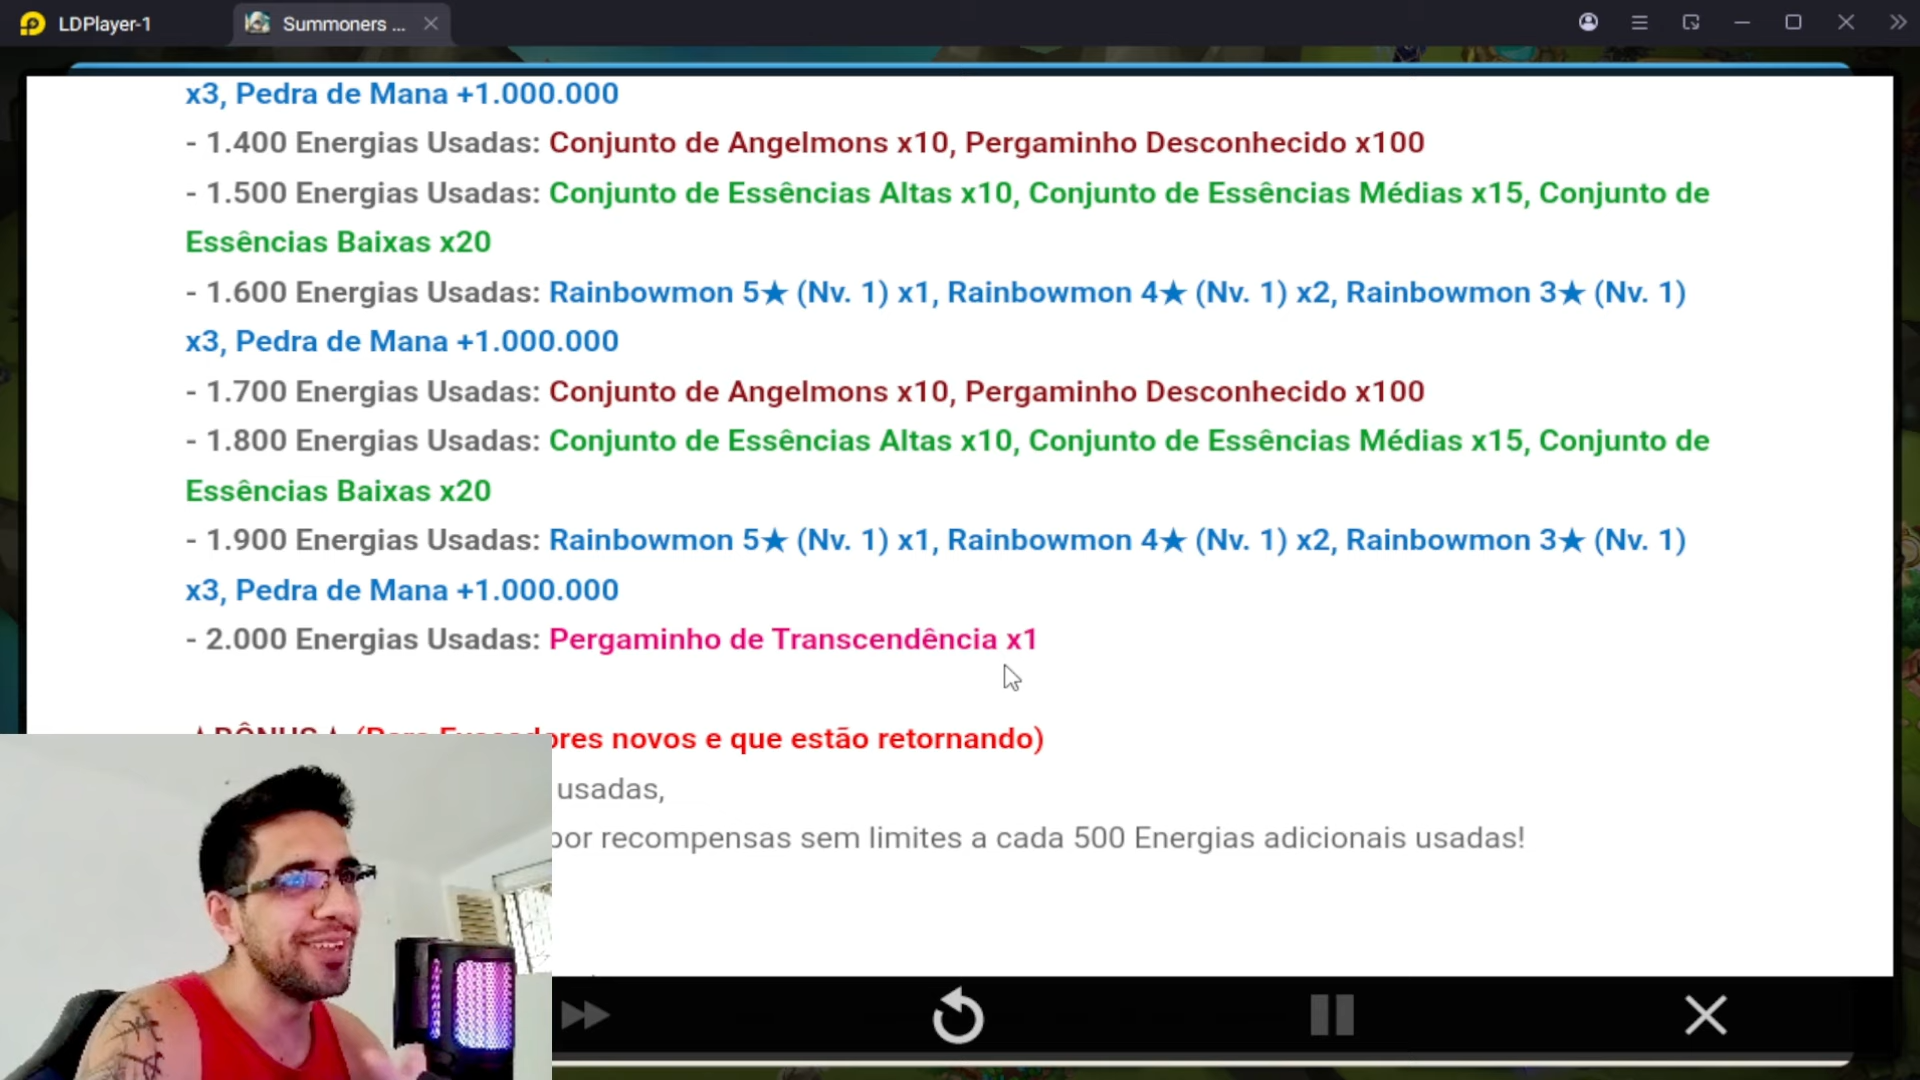 LDPlayer-1
Summoners ...
x3, Pedra de Mana +1.000.000
- 1.400 Energias Usadas: Conjunto de Angelmons x10, Pergaminho Desconhecido x100
- 1.500 Energias Usadas: Conjunto de Essências Altas x10, Conjunto de Essências Médias x15, Conjunto de
Essências Baixas x20
- 1.600 Energias Usadas: Rainbowmon 5★ (Nv. 1) x1, Rainbowmon 4★ (Nv. 1) x2, Rainbowmon 3★ (Nv. 1)
x3, Pedra de Mana +1.000.000
- 1.700 Energias Usadas: Conjunto de Angelmons x10, Pergaminho Desconhecido x100
- 1.800 Energias Usadas: Conjunto de Essências Altas x10, Conjunto de Essências Médias x15, Conjunto de
Essências Baixas x20
- 1.900 Energias Usadas: Rainbowmon 5★ (Nv. 1) x1, Rainbowmon 4★ (Nv. 1) x2, Rainbowmon 3★ (Nv. 1)
x3, Pedra de Mana +1.000.000
- 2.000 Energias Usadas: Pergaminho de Transcendência x1
★BÔNUS★ (Para novos e que estão retornando)
usadas,
por recompensas sem limites a cada 500 Energias adicionais usadas!